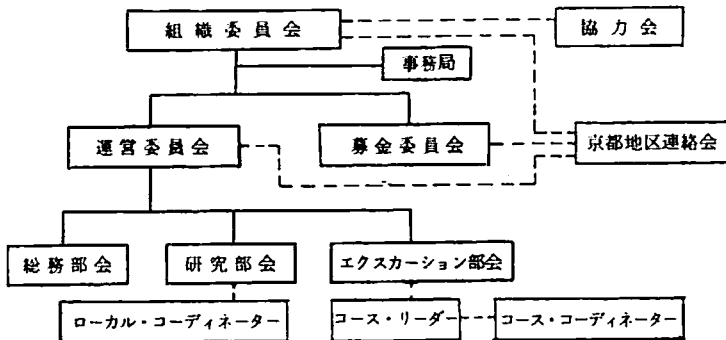 組織委員会
協力会
事務局
運営委員会
募金委員会
京都地区連絡会
総務部会
研究部会
エクスカーション部会
ローカル・コーディネーター
コース・リーダー
コース・コーディネーター